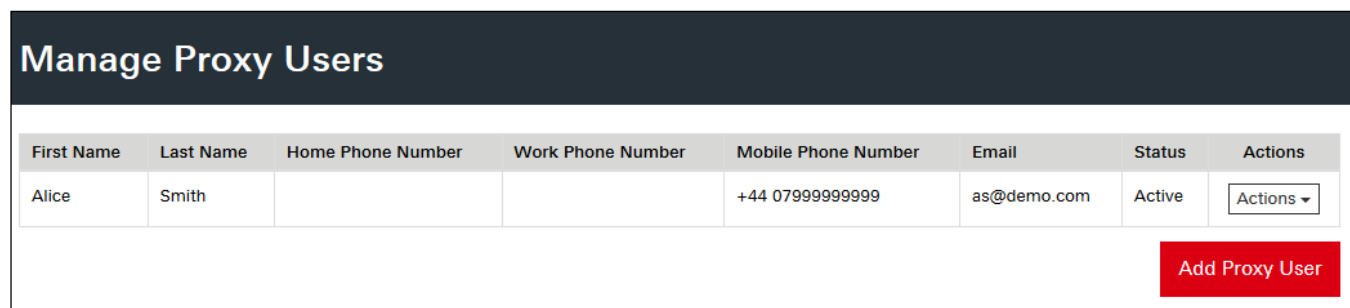 Manage Proxy Users
First Name Last Name Home Phone Number Work Phone Number Mobile Phone Number Email Status Actions
Alice Smith +44 07999999999 as@demo.com Active Actions
Add Proxy User